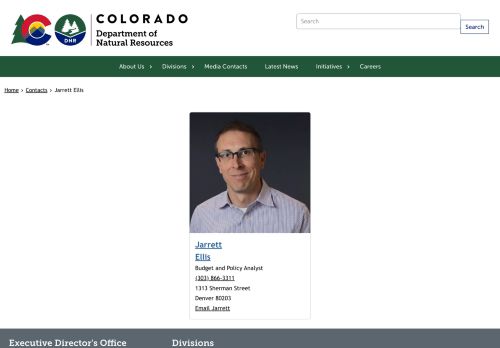 COLORADO
Department of
Natural Resources
DNR
Search
Search
About Us
Divisions
Media Contacts
Latest News
Initiatives
Careers
Home › Contacts › Jarrett Ellis
Jarrett
Ellis
Budget and Policy Analyst
(303) 866-3311
1313 Sherman Street
Denver 80203
Email Jarrett
Executive Director's Office
Divisions